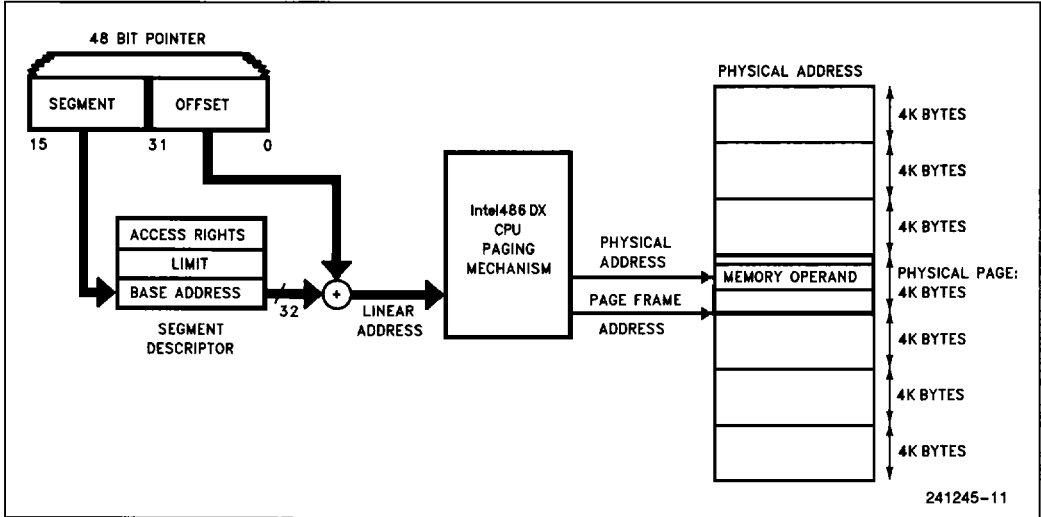 48 BIT POINTER
SEGMENT
OFFSET
15
31
0
ACCESS RIGHTS
LIMIT
BASE ADDRESS
32
SEGMENT
DESCRIPTOR
+
LINEAR
ADDRESS
Intel486 DX
CPU
PAGING
MECHANISM
PHYSICAL
ADDRESS
PAGE FRAME
ADDRESS
PHYSICAL ADDRESS
MEMORY OPERAND
4K BYTES
4K BYTES
4K BYTES
PHYSICAL PAGE:
4K BYTES
4K BYTES
4K BYTES
4K BYTES
241245-11